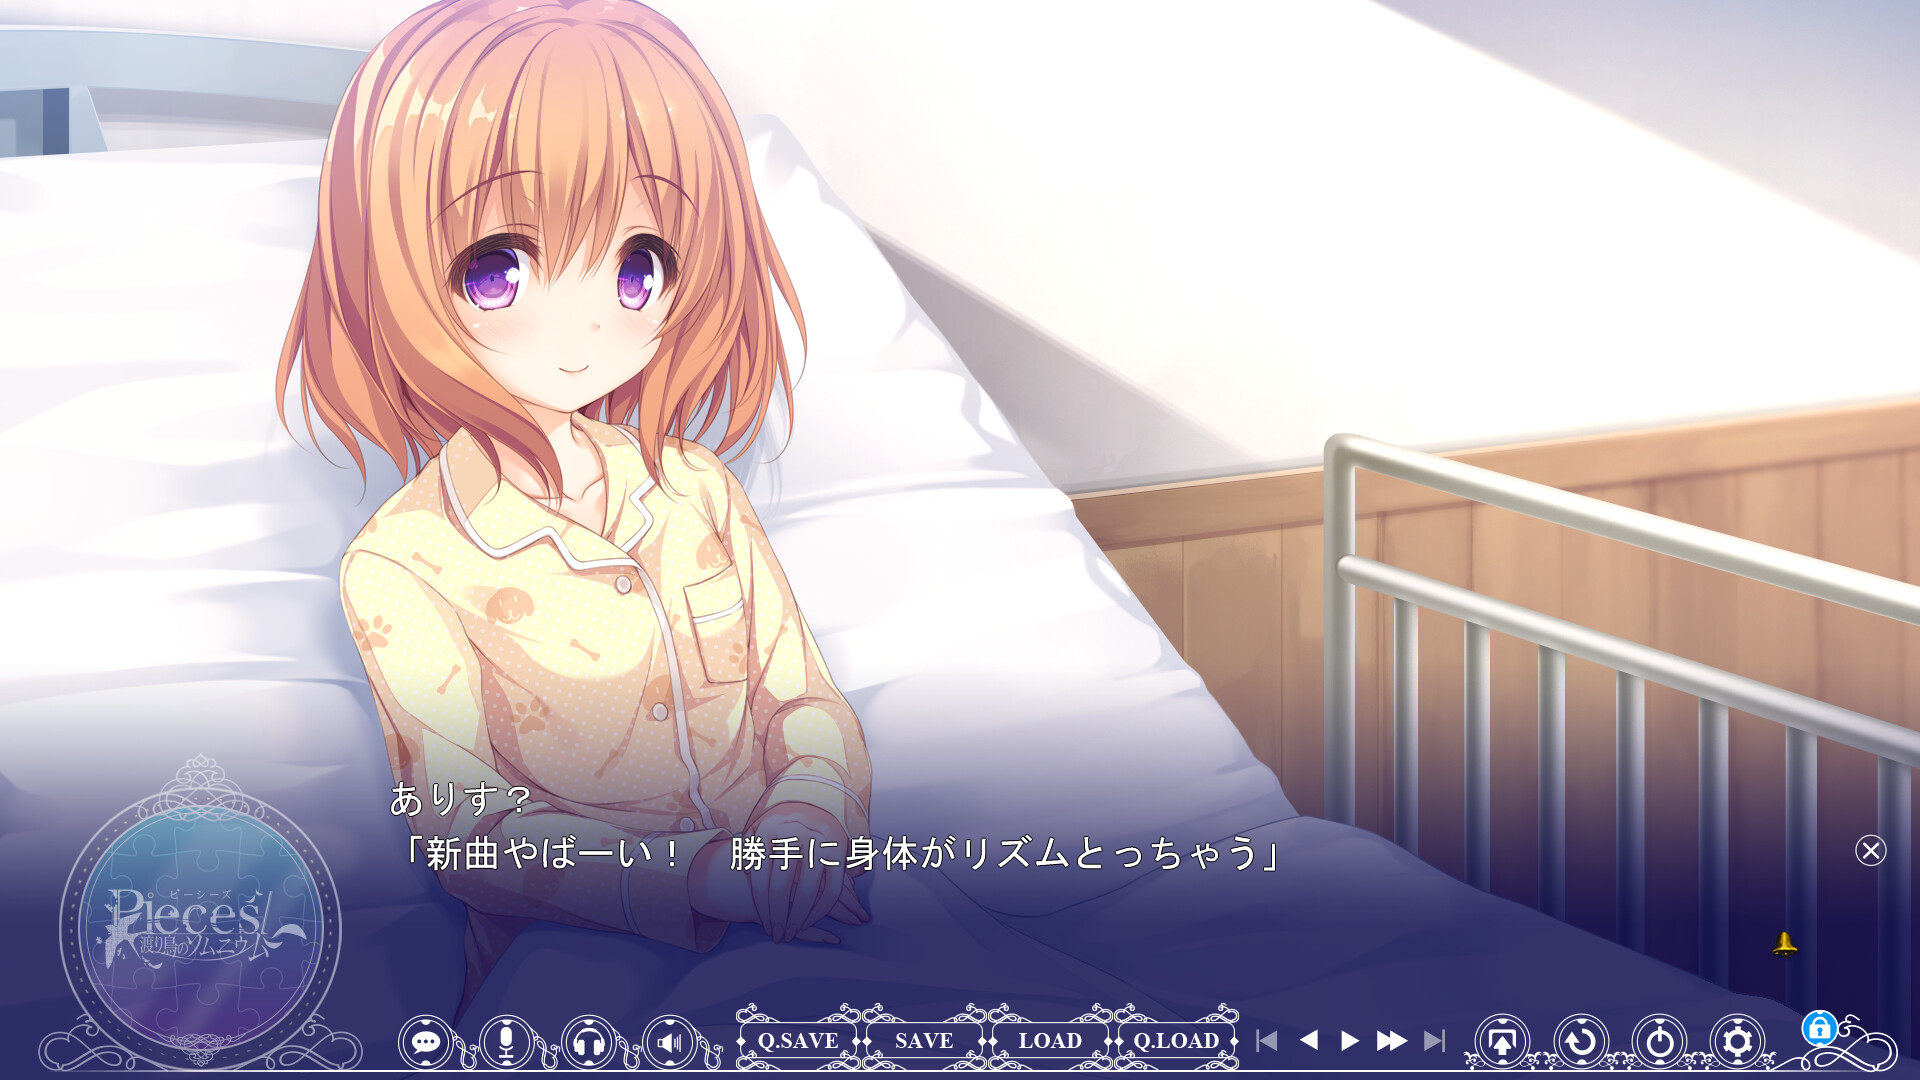 ありす？
「新曲やばーい！　勝手に身体がリズムとっちゃう」
ピーシーズ
Pieces
渡り鳥のソムニウム
Q.SAVE
SAVE
LOAD
Q.LOAD